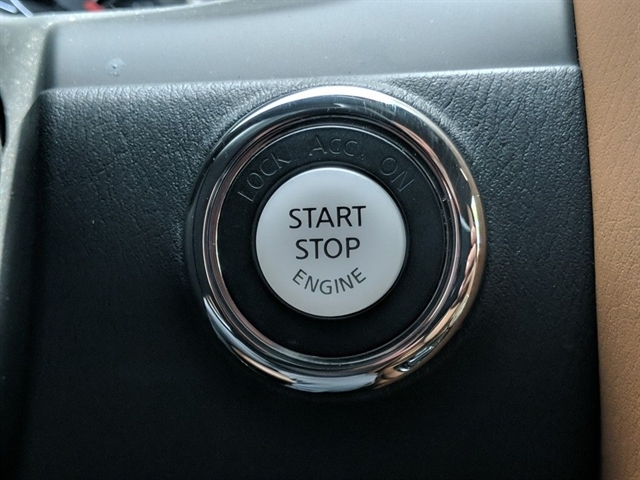 LOCK ACC. ON
START
STOP
ENGINE